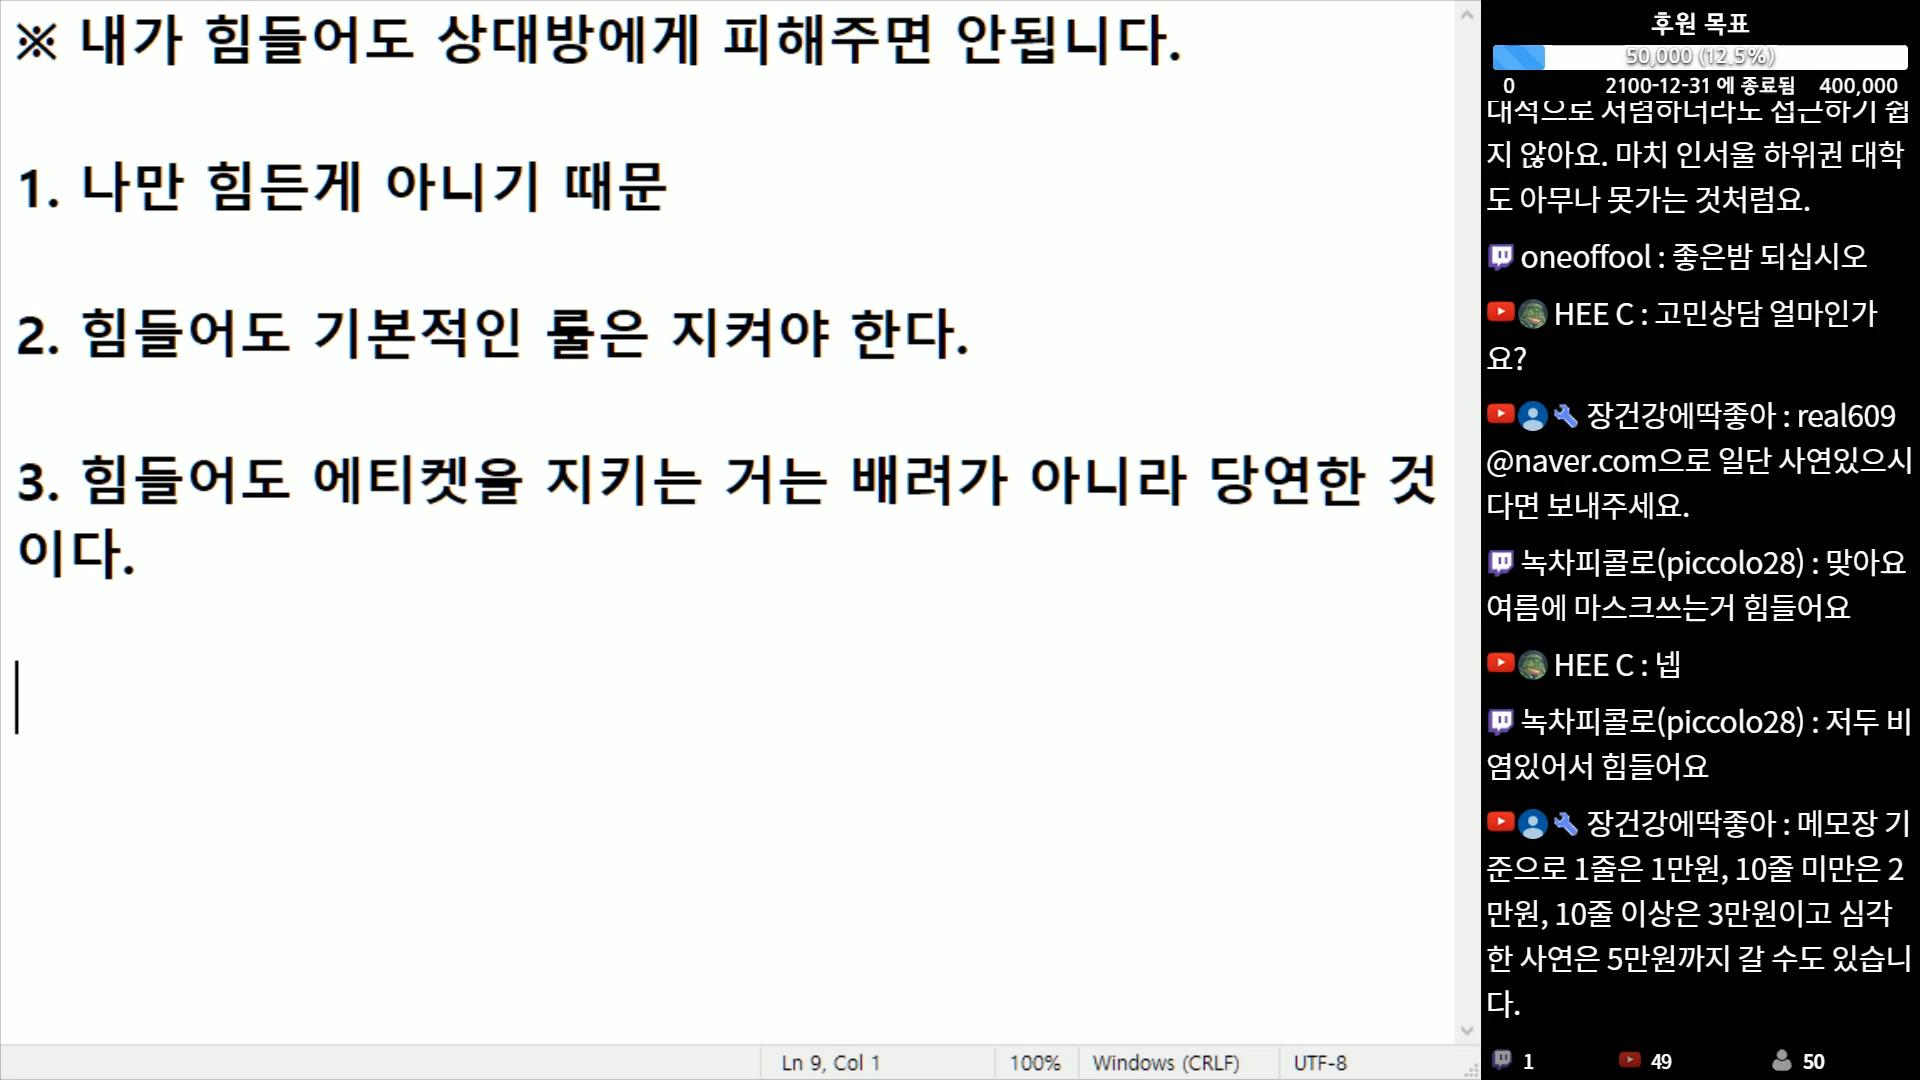 ※ 내가 힘들어도 상대방에게 피해주면 안됩니다.
1. 나만 힘든게 아니기 때문
2. 힘들어도 기본적인 룰은 지켜야 한다.
3. 힘들어도 에티켓을 지키는 거는 배려가 아니라 당연한 것
이다.
Ln 9, Col 1
100%
Windows (CRLF)
UTF-8
후원 목표
50,000 (12.5%)
0
2100-12-31 에 종료됨
400,000
쉽
지 않아요. 마치 인서울 하위권 대학
도 아무나 못가는 것처럼요.
oneoffool : 좋은밤 되십시오
HEE C : 고민상담 얼마인가
요?
장건강에딱좋아 : real609
@naver.com으로 일단 사연있으시
다면 보내주세요.
녹차피콜로(piccolo28) : 맞아요
여름에 마스크쓰는거 힘들어요
HEE C : 넵
녹차피콜로(piccolo28) : 저두 비
염있어서 힘들어요
장건강에딱좋아 : 메모장 기
준으로 1줄은 1만원, 10줄 미만은 2
만원, 10줄 이상은 3만원이고 심각
한 사연은 5만원까지 갈 수도 있습니
다.
1
49
50